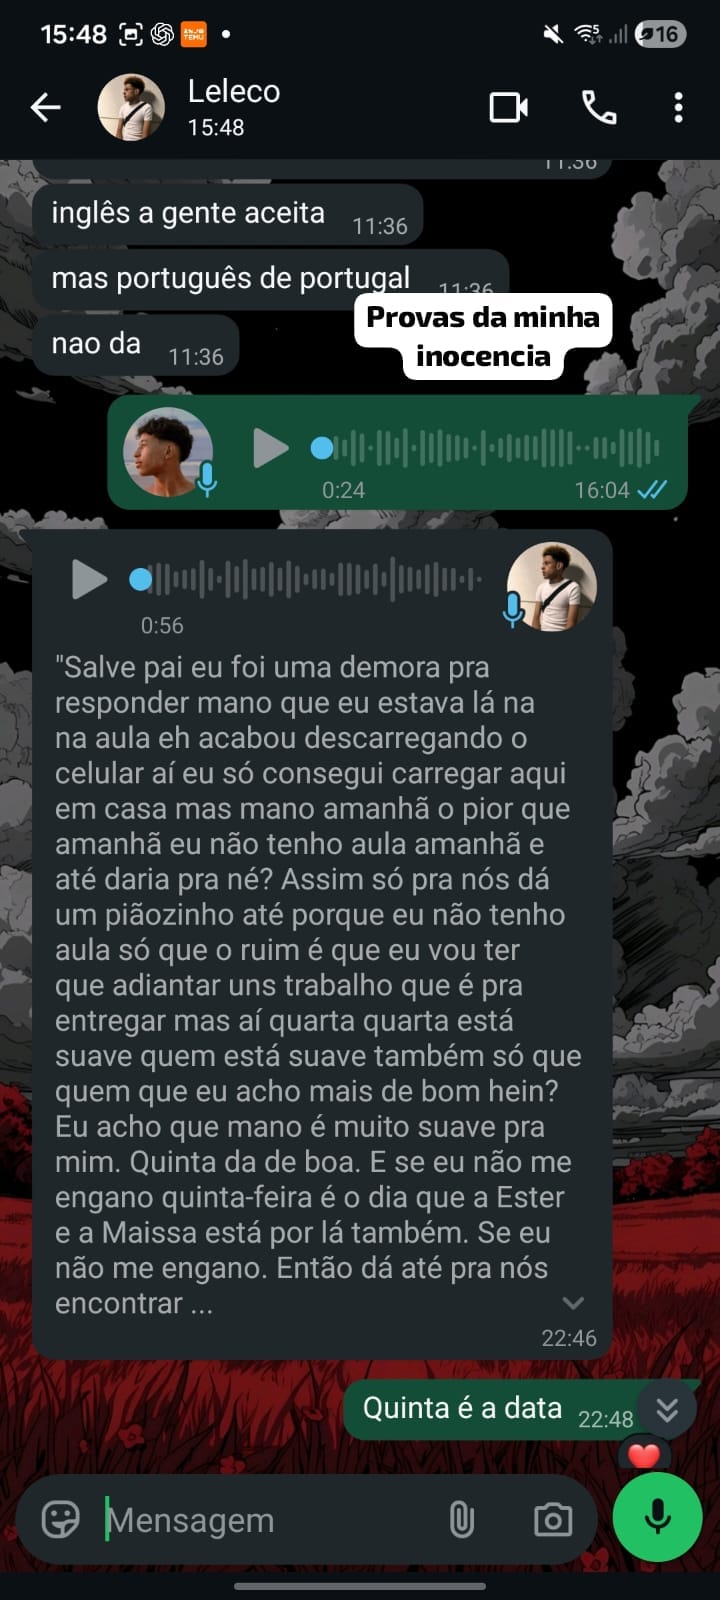 15:48
16
Leleco
15:48
11:36
inglês a gente aceita 11:36
mas português de portugal 11:36
Provas da minha
inocencia
nao da 11:36
0:24 16:04
0:56
"Salve pai eu foi uma demora pra
responder mano que eu estava lá na
na aula eh acabou descarregando o
celular aí eu só consegui carregar aqui
em casa mas mano amanhã o pior que
amanhã eu não tenho aula amanhã e
até daria pra né? Assim só pra nós dá
um piãozinho até porque eu não tenho
aula só que o ruim é que eu vou ter
que adiantar uns trabalho que é pra
entregar mas aí quarta quarta está
suave quem está suave também só que
quem que eu acho mais de bom hein?
Eu acho que mano é muito suave pra
mim. Quinta da de boa. E se eu não me
engano quinta-feira é o dia que a Ester
e a Maissa está por lá também. Se eu
não me engano. Então dá até pra nós
encontrar ...
22:46
Quinta é a data 22:48
Mensagem